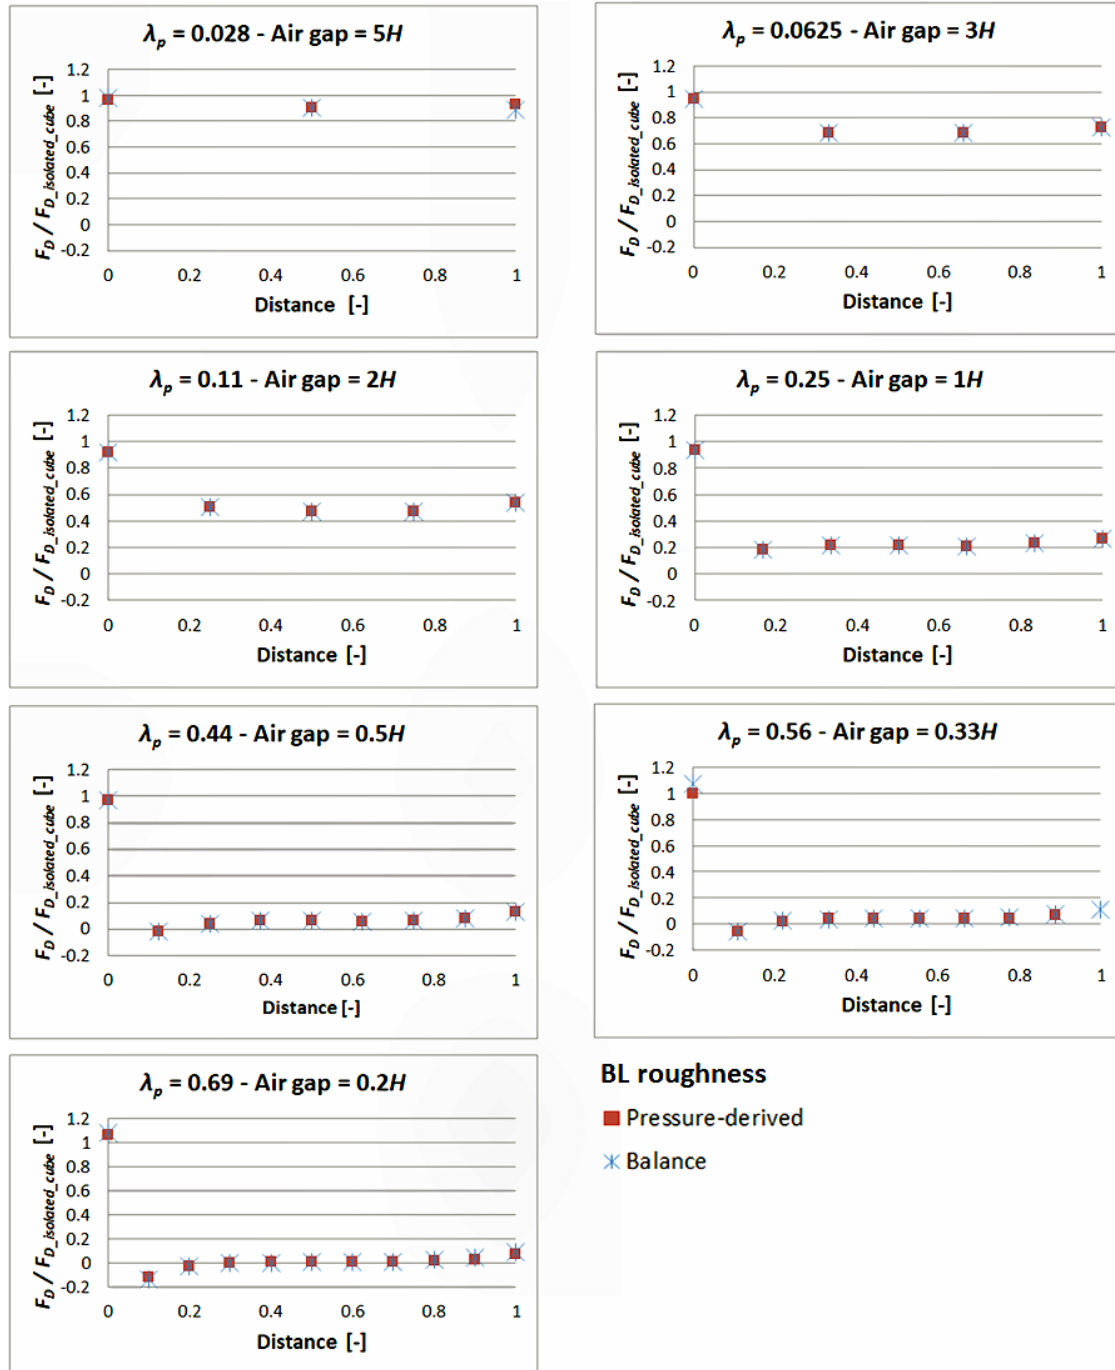 λp = 0.028 - Air gap = 5H
FD / FD_isolated_cube [-]
1.2
1
0.8
0.6
0.4
0.2
0
-0.2
0 0.2 0.4 0.6 0.8 1
Distance [-]
λp = 0.0625 - Air gap = 3H
FD / FD_isolated_cube [-]
1.2
1
0.8
0.6
0.4
0.2
0
-0.2
0 0.2 0.4 0.6 0.8 1
Distance [-]
λp = 0.11 - Air gap = 2H
FD / FD_isolated_cube [-]
1.2
1
0.8
0.6
0.4
0.2
0
-0.2
0 0.2 0.4 0.6 0.8 1
Distance [-]
λp = 0.25 - Air gap = 1H
FD / FD_isolated_cube [-]
1.2
1
0.8
0.6
0.4
0.2
0
-0.2
0 0.2 0.4 0.6 0.8 1
Distance [-]
λp = 0.44 - Air gap = 0.5H
FD / FD_isolated_cube [-]
1.2
1
0.8
0.6
0.4
0.2
0
-0.2
0 0.2 0.4 0.6 0.8 1
Distance [-]
λp = 0.56 - Air gap = 0.33H
FD / FD_isolated_cube [-]
1.2
1
0.8
0.6
0.4
0.2
0
-0.2
0 0.2 0.4 0.6 0.8 1
Distance [-]
λp = 0.69 - Air gap = 0.2H
FD / FD_isolated_cube [-]
1.2
1
0.8
0.6
0.4
0.2
0
-0.2
0 0.2 0.4 0.6 0.8 1
Distance [-]
BL roughness
Pressure-derived
Balance